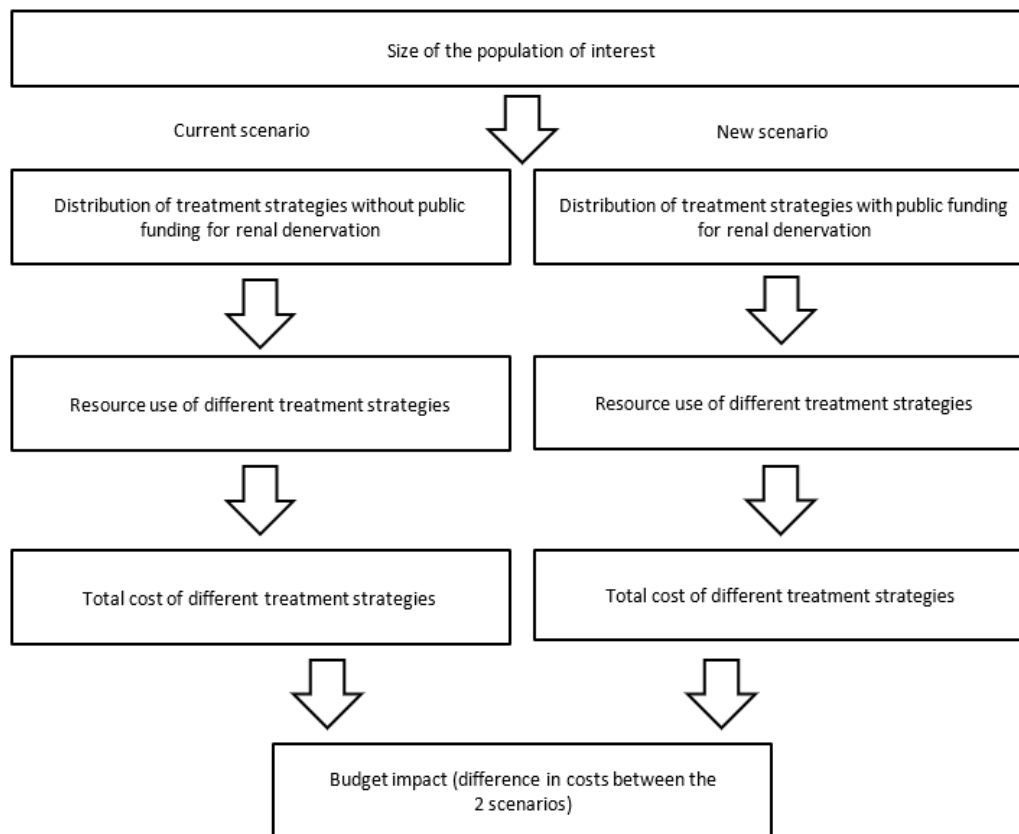 Size of the population of interest
Current scenario
New scenario
Distribution of treatment strategies without public
funding for renal denervation
Distribution of treatment strategies with public funding
for renal denervation
Resource use of different treatment strategies
Resource use of different treatment strategies
Total cost of different treatment strategies
Total cost of different treatment strategies
Budget impact (difference in costs between the
2 scenarios)